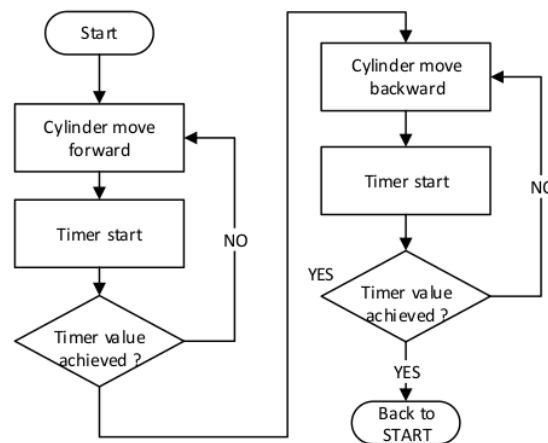 Start
Cylinder move
forward
Timer start
NO
Timer value
achieved ?
Cylinder move
backward
Timer start
NO
YES
Timer value
achieved ?
YES
Back to
START